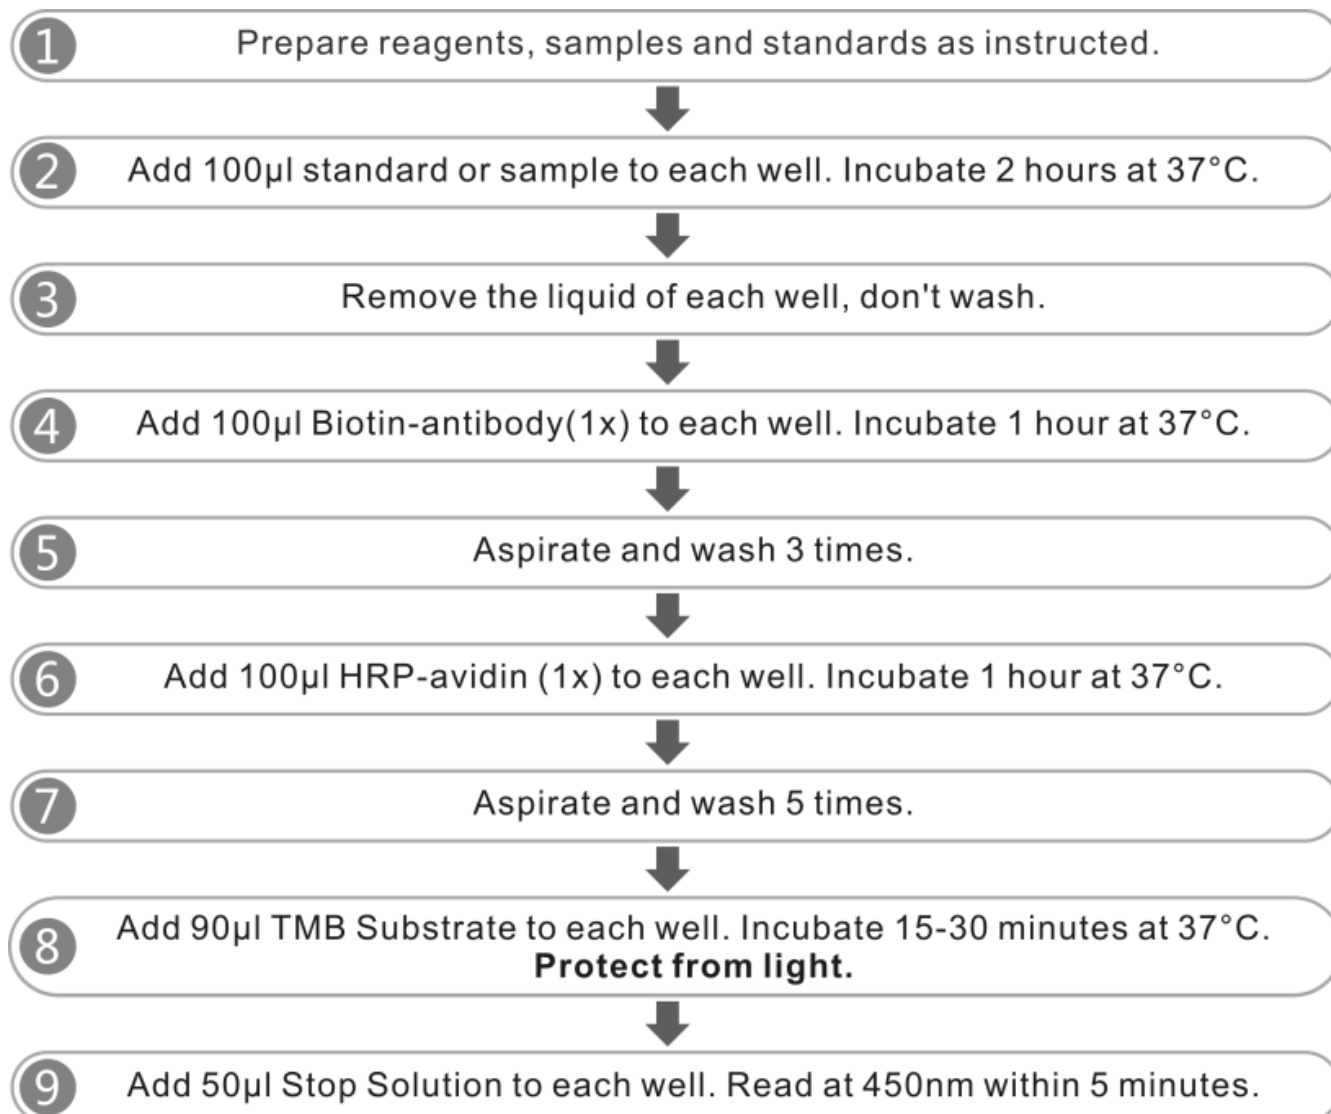 1 Prepare reagents, samples and standards as instructed.
2 Add 100µl standard or sample to each well. Incubate 2 hours at 37°C.
3 Remove the liquid of each well, don't wash.
4 Add 100µl Biotin-antibody(1x) to each well. Incubate 1 hour at 37°C.
5 Aspirate and wash 3 times.
6 Add 100µl HRP-avidin (1x) to each well. Incubate 1 hour at 37°C.
7 Aspirate and wash 5 times.
8 Add 90µl TMB Substrate to each well. Incubate 15-30 minutes at 37°C.
Protect from light.
9 Add 50µl Stop Solution to each well. Read at 450nm within 5 minutes.